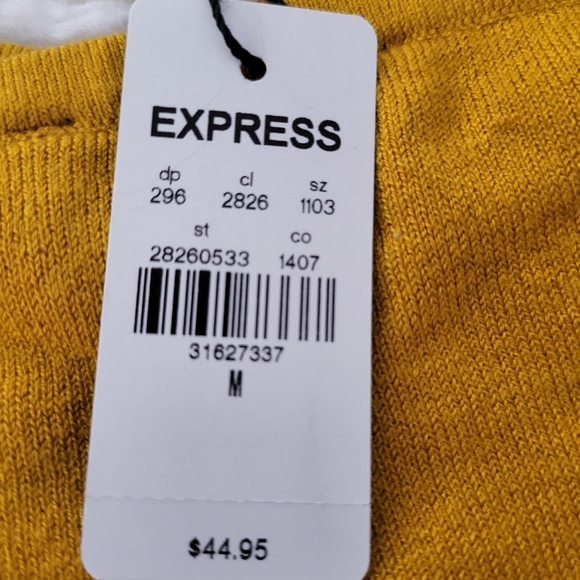 EXPRESS
dp cl sz
296 2826 1103
st co
28260533 1407
31627337
M
$44.95